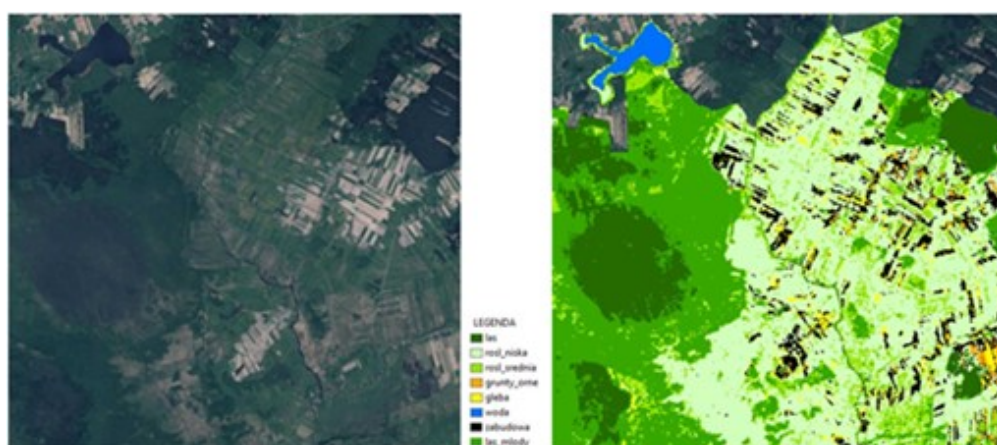 LEGENDA
las
rosl_niska
rosl_srednia
grunty_orne
gleba
woda
zabudowa
las_mlody